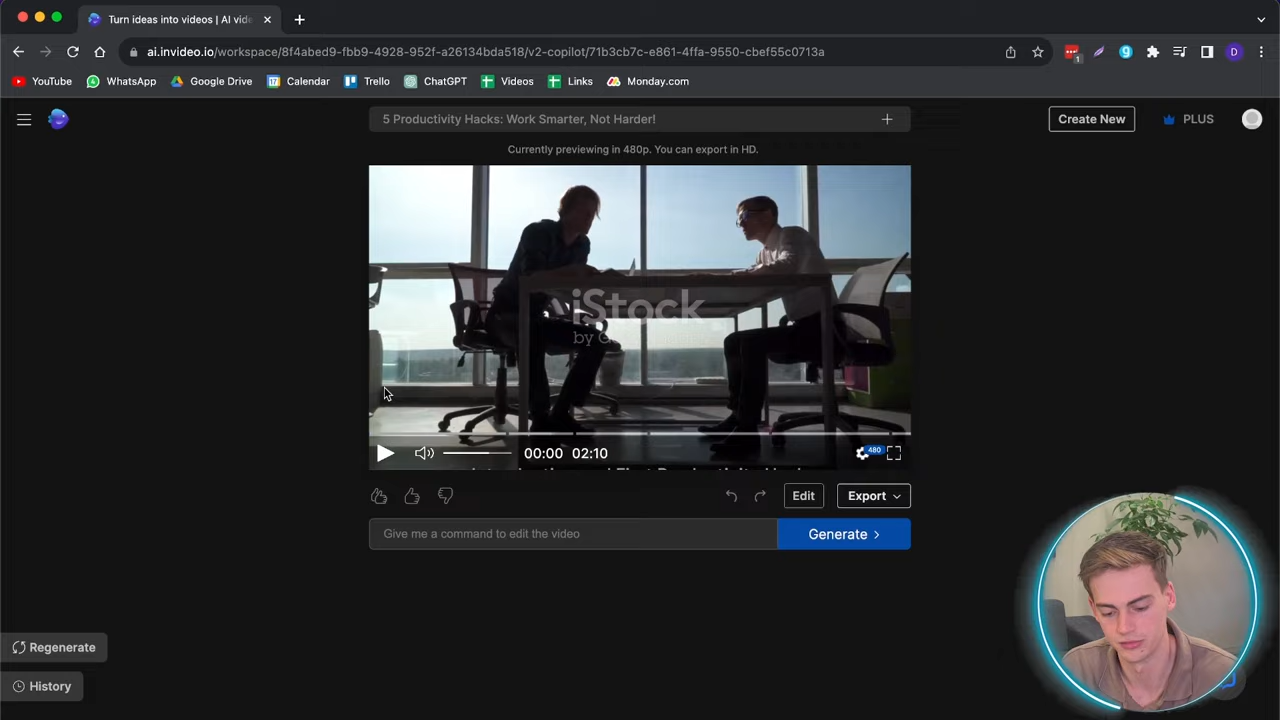 Turn ideas into videos | AI vide
ai.invideo.io/workspace/8f4abed9-fbb9-4928-952f-a26134bda518/v2-copilot/71b3cb7c-e861-4ffa-9550-cbef55c0713a
1
D
YouTube
WhatsApp
Google Drive
17
Calendar
Trello
ChatGPT
Videos
Links
Monday.com
5 Productivity Hacks: Work Smarter, Not Harder!
Create New
PLUS
Currently previewing in 480p. You can export in HD.
iStock
by
00:00
02:10
480
Edit
Export
Give me a command to edit the video
Generate
Regenerate
History